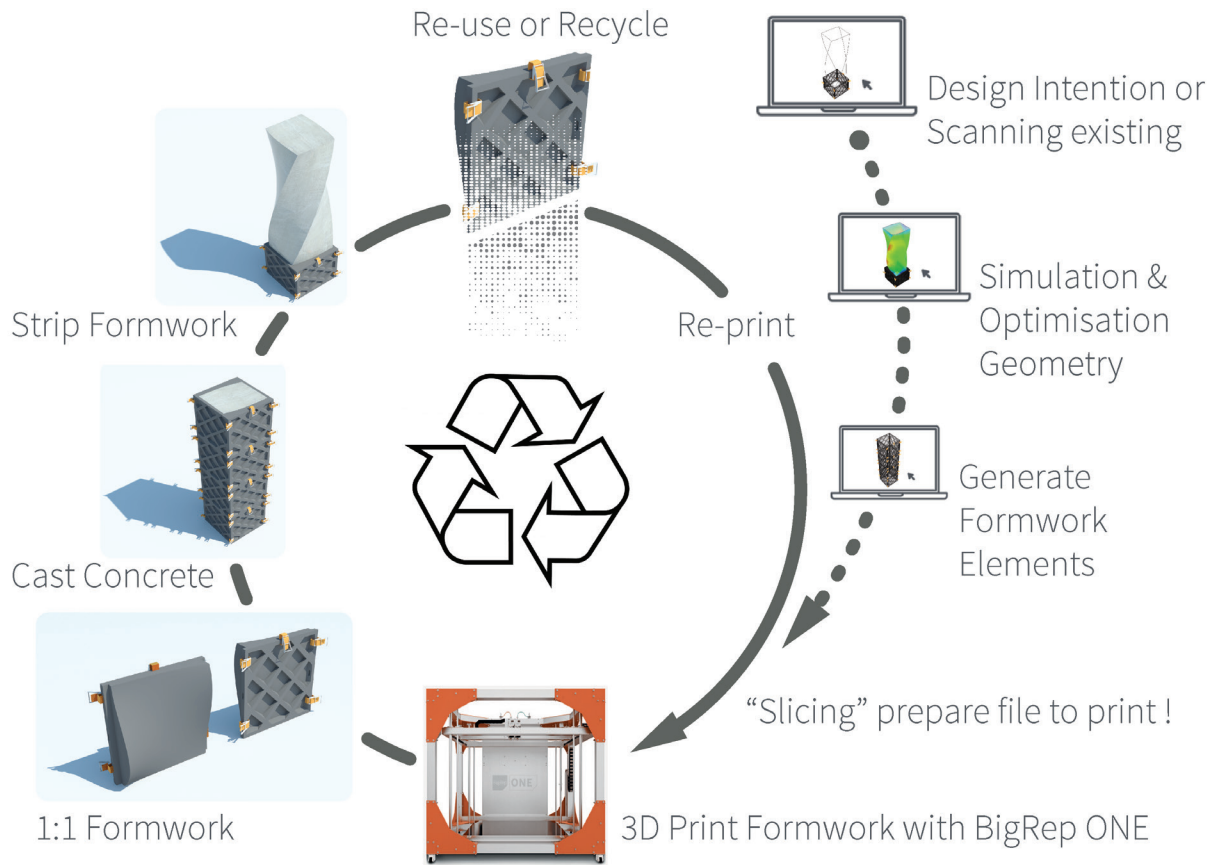 Re-use or Recycle
Design Intention or
Scanning existing
Simulation &
Optimisation
Geometry
Strip Formwork
Re-print
Generate
Formwork
Elements
Cast Concrete
"Slicing" prepare file to print !
ONE
1:1 Formwork
3D Print Formwork with BigRep ONE